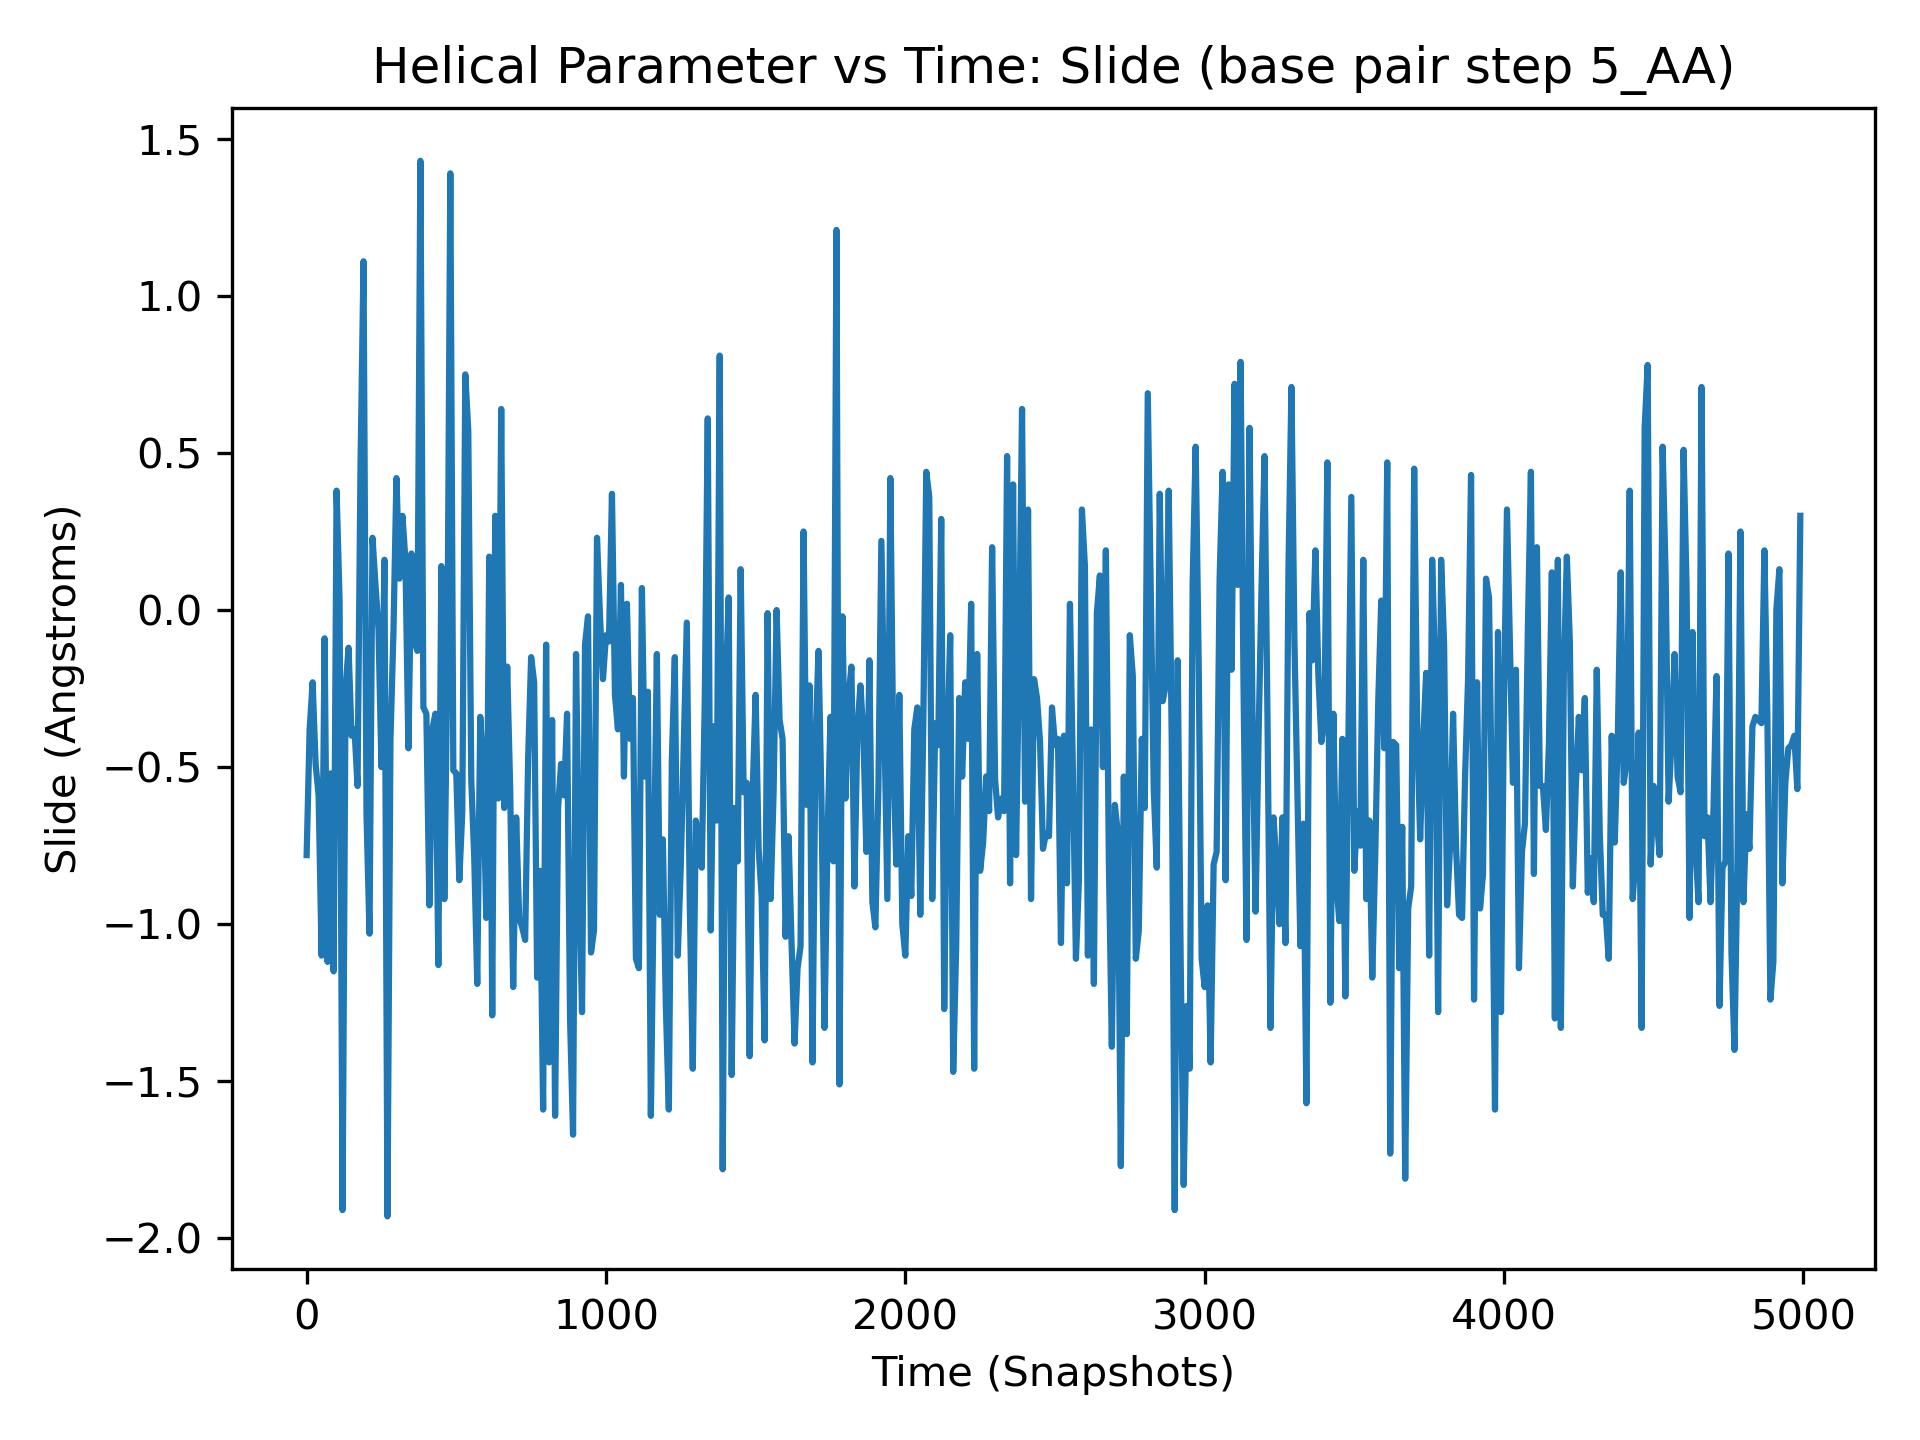 Helical Parameter vs Time: Slide (base pair step 5_AA)
Slide (Angstroms)
1.5
1.0
0.5
0.0
−0.5
−1.0
−1.5
−2.0
0 1000 2000 3000 4000 5000
Time (Snapshots)